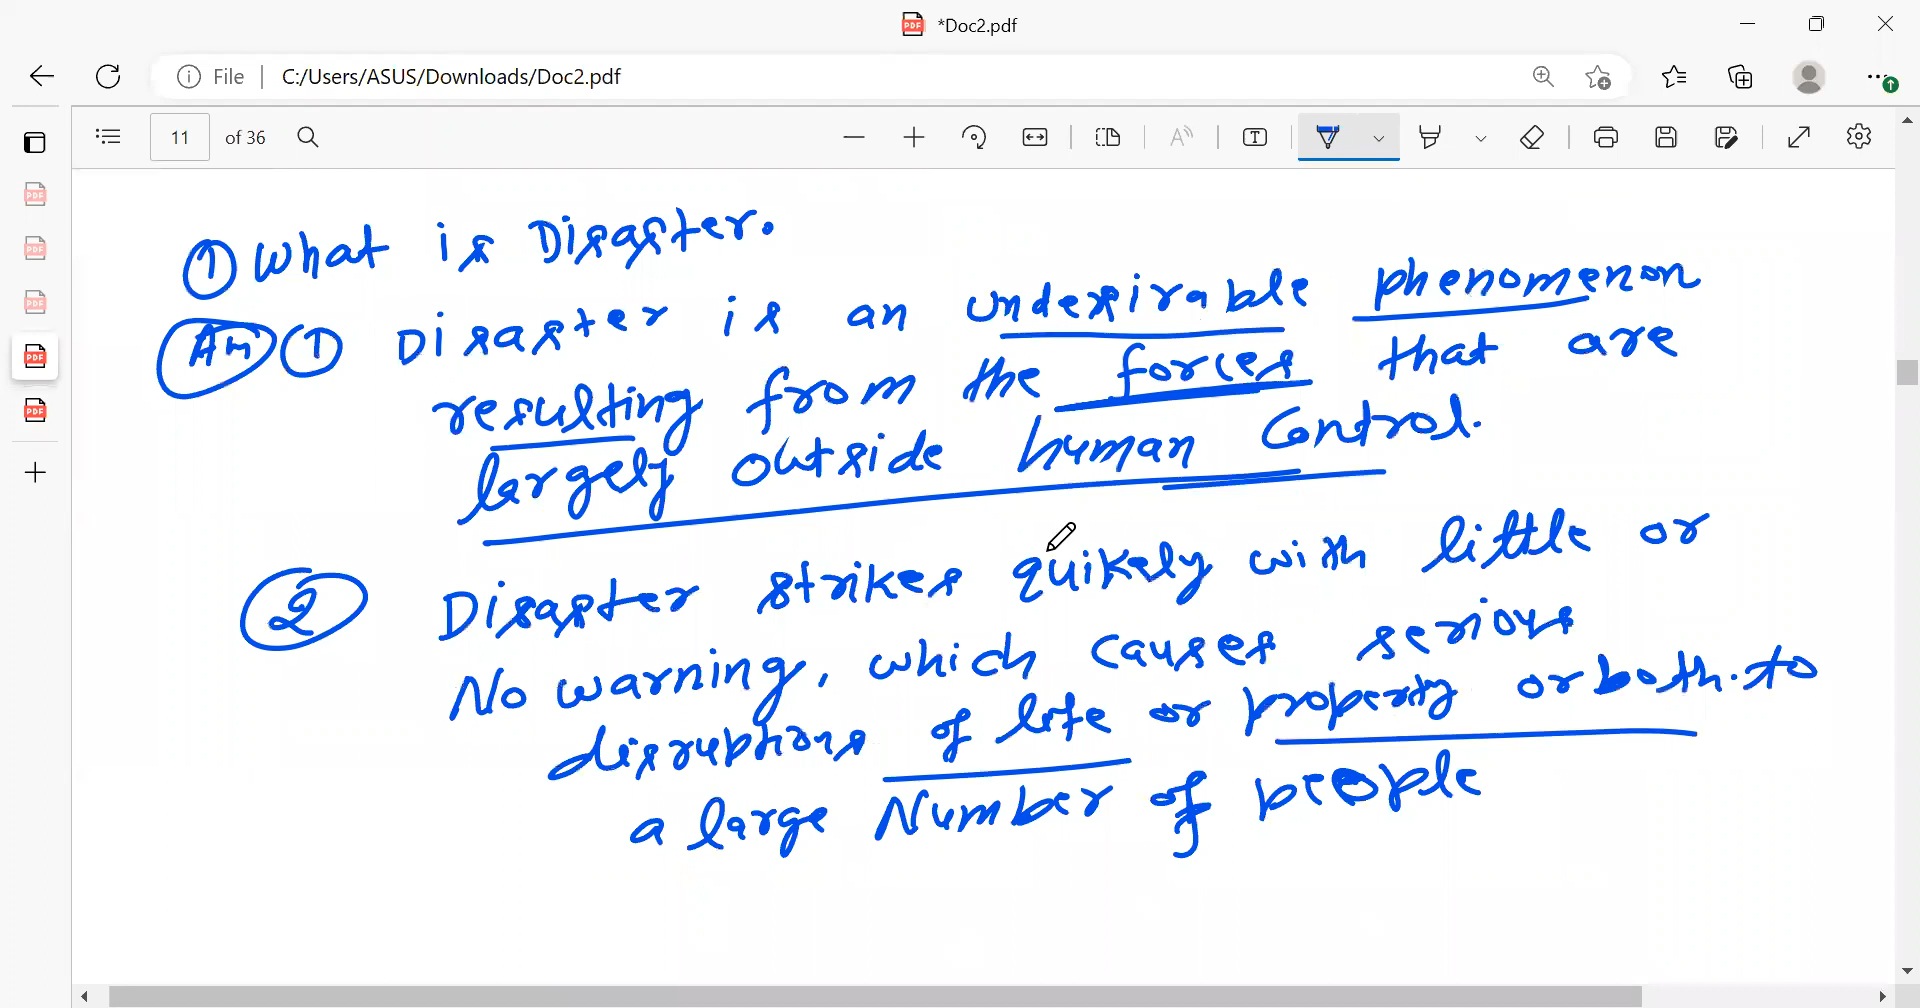 *Doc2.pdf
File | C:/Users/ASUS/Downloads/Doc2.pdf
11 of 36
① What is Disaster.
Ans ① Disaster is an undesirable phenomenon
resulting from the forces that are
largely outside human control.
② Disaster strikes quikely with little or
No warning, which causes serious
disruptions of life or property or both. to
a large Number of people